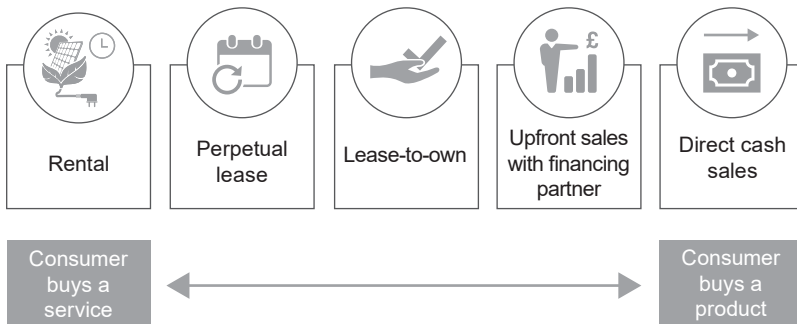 £
Rental
Perpetual
lease
Lease-to-own
Upfront sales
with financing
partner
Direct cash
sales
Consumer
buys a
service
Consumer
buys a
product